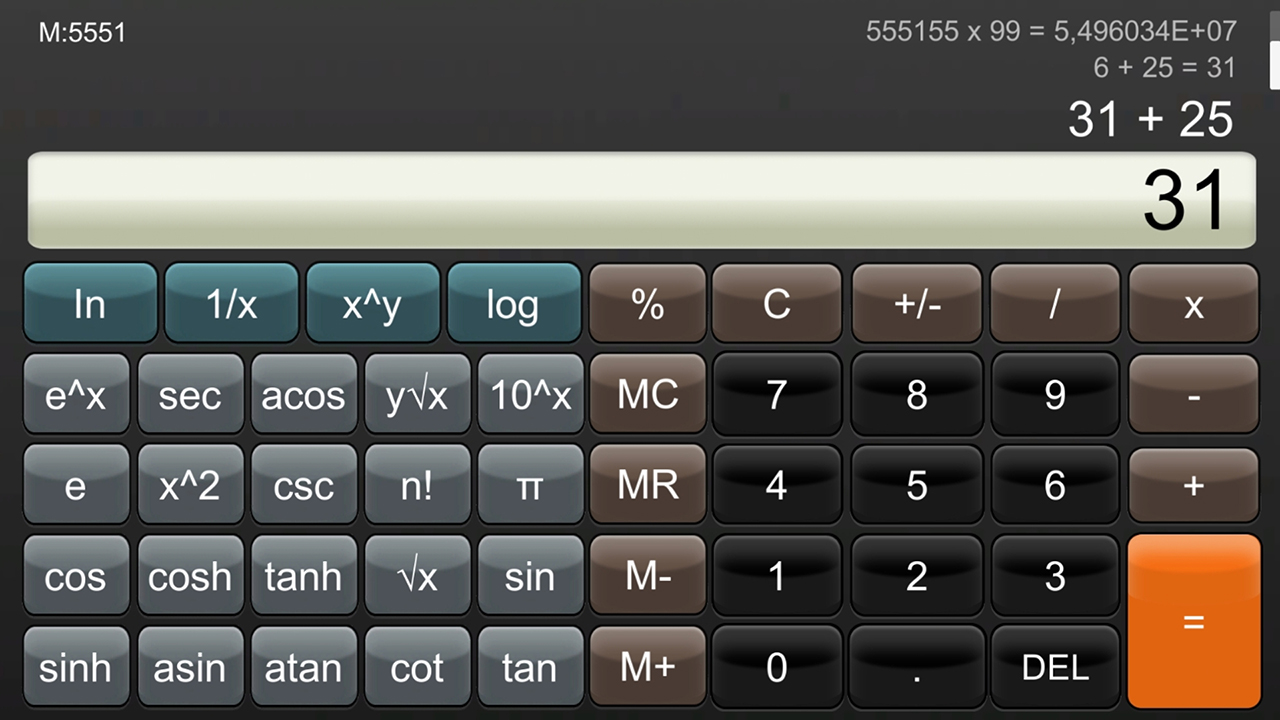 M:5551
555155 x 99 = 5,496034E+07
6 + 25 = 31
31 + 25
31
ln 1/x x^y log % C +/- / x
e^x sec acos y√x 10^x MC 7 8 9 -
e x^2 csc n! π MR 4 5 6 +
cos cosh tanh √x sin M- 1 2 3 =
sinh asin atan cot tan M+ 0 . DEL